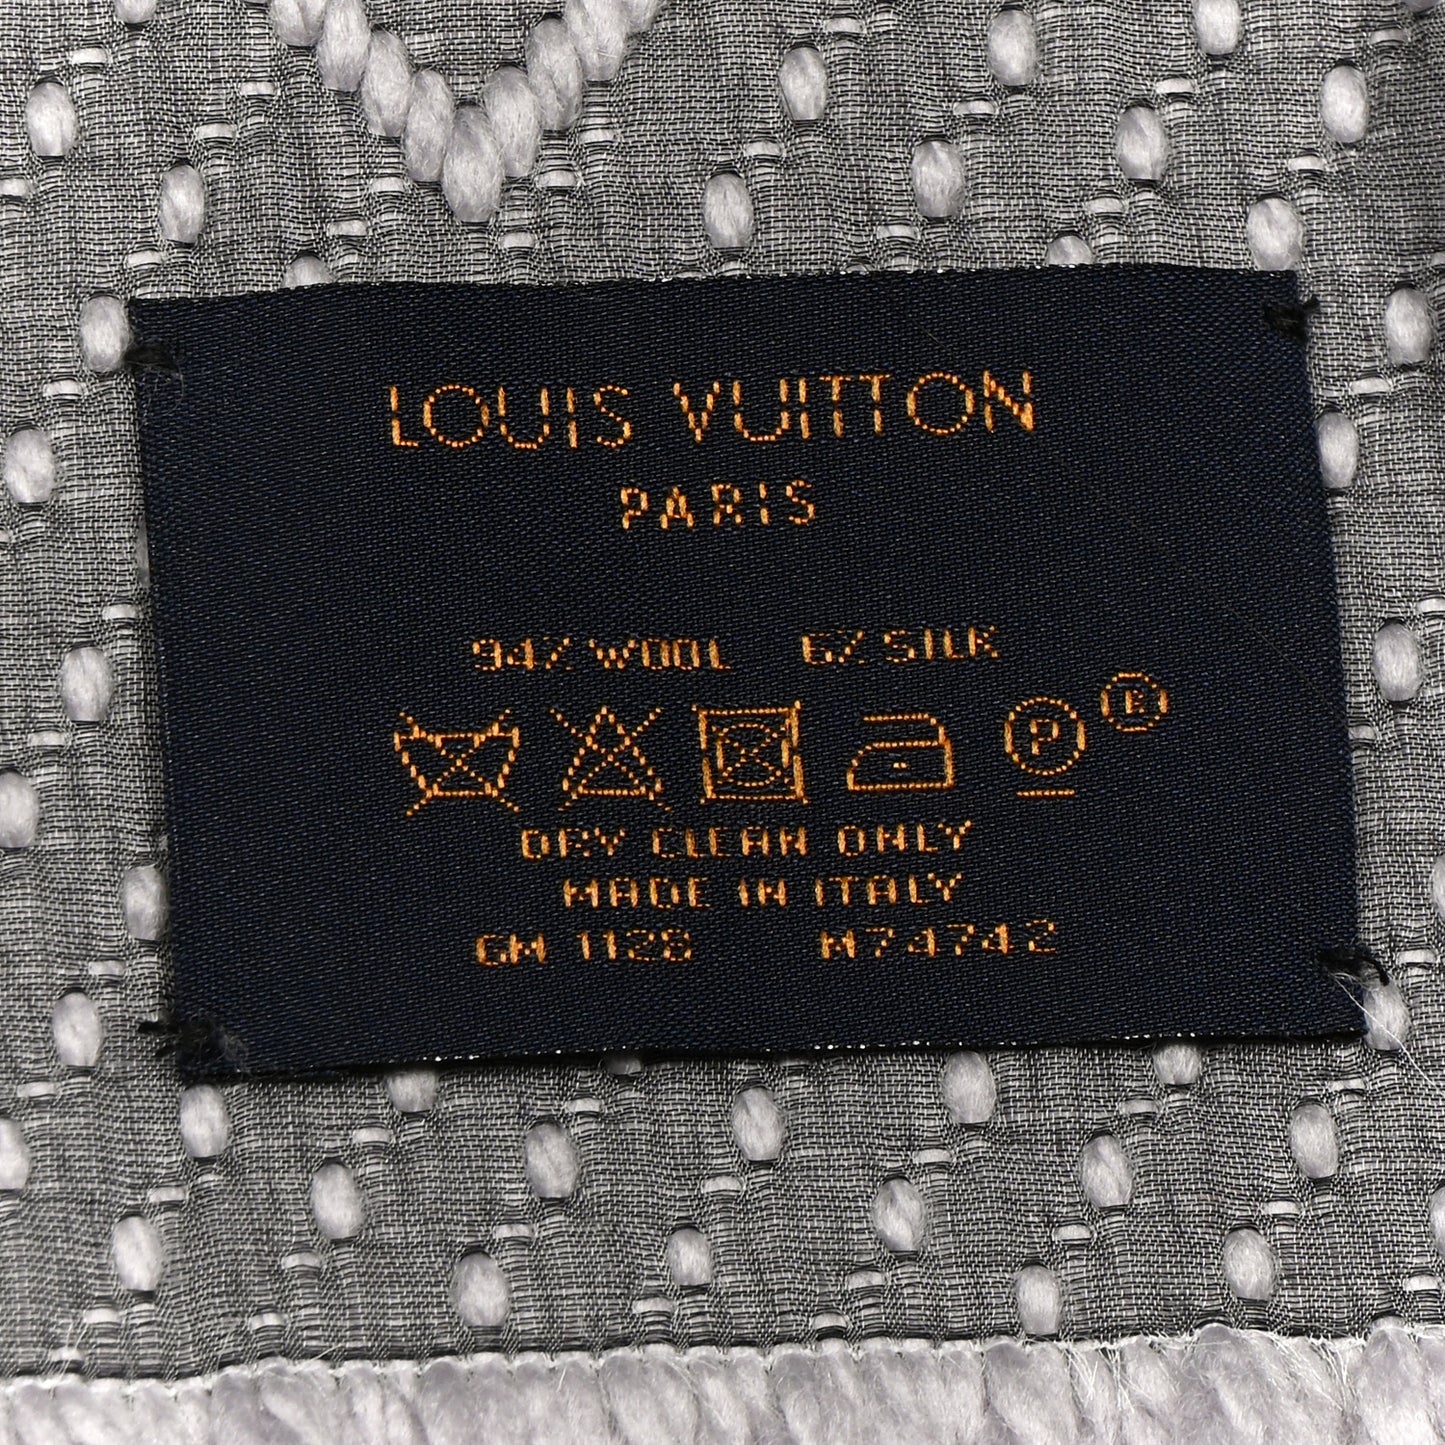 LOUIS VUITTON
PARIS
94% WOOL 6% SILK
P R
DRY CLEAN ONLY
MADE IN ITALY
GM 1128 M74742